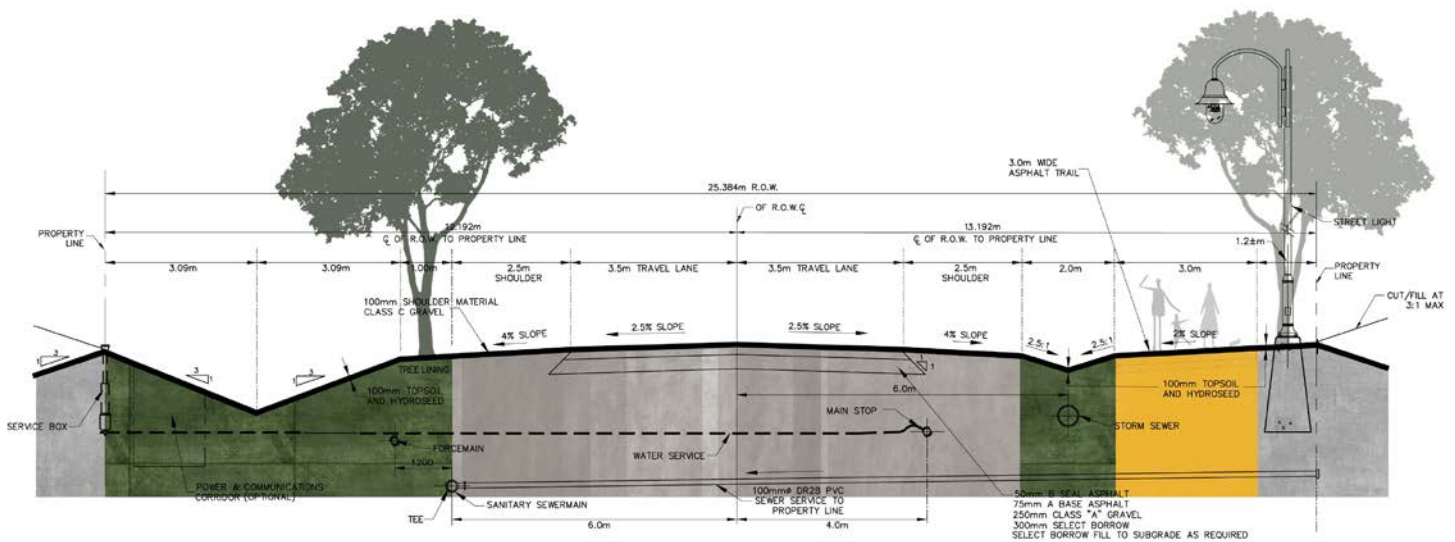 3.0m WIDE
ASPHALT TRAIL
25.384m R.O.W.
OF R.O.W.℄
STREET LIGHT
12.192m
13.192m
PROPERTY
LINE
℄ OF R.O.W. TO PROPERTY LINE
℄ OF R.O.W. TO PROPERTY LINE
1.2±m
3.09m
3.09m
1.00m
2.5m
SHOULDER
3.5m TRAVEL LANE
3.5m TRAVEL LANE
2.5m
SHOULDER
2.0m
3.0m
PROPERTY
LINE
CUT/FILL AT
3:1 MAX
100mm SHOULDER MATERIAL
CLASS C GRAVEL
4% SLOPE
2.5% SLOPE
2.5% SLOPE
4% SLOPE
2.5:1
2.5:1
2% SLOPE
3
1
3
1
3
1
1
TREE LINING
100mm TOPSOIL
AND HYDROSEED
100mm TOPSOIL
AND HYDROSEED
6.0m
SERVICE BOX
MAIN STOP
STORM SEWER
FORCEMAIN
WATER SERVICE
1200
POWER & COMMUNICATIONS
CORRIDOR (OPTIONAL)
TEE
SANITARY SEWERMAIN
100mmø DR28 PVC
SEWER SERVICE TO
PROPERTY LINE
6.0m
4.0m
50mm B SEAL ASPHALT
75mm A BASE ASPHALT
250mm CLASS "A" GRAVEL
300mm SELECT BORROW
SELECT BORROW FILL TO SUBGRADE AS REQUIRED